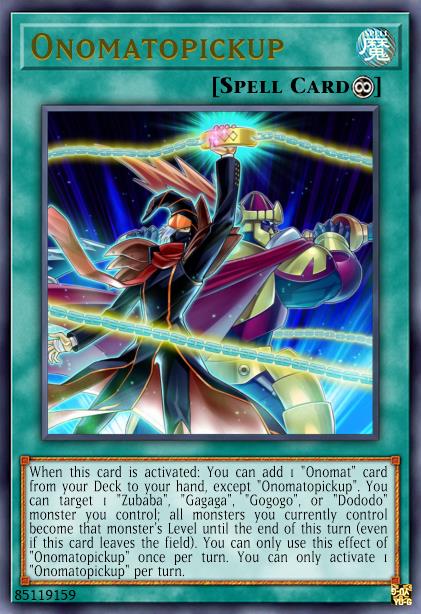 ONOMATOPICKUP
SPELL
魔
[SPELL CARD]
When this card is activated: You can add 1 "Onomat" card
from your Deck to your hand, except "Onomatopickup". You
can target 1 "Zubaba", "Gagaga", "Gogogo", or "Dododo"
monster you control; all monsters you currently control
become that monster's Level until the end of this turn (even
if this card leaves the field). You can only use this effect of
"Onomatopickup" once per turn. You can only activate 1
"Onomatopickup" per turn.
85119159